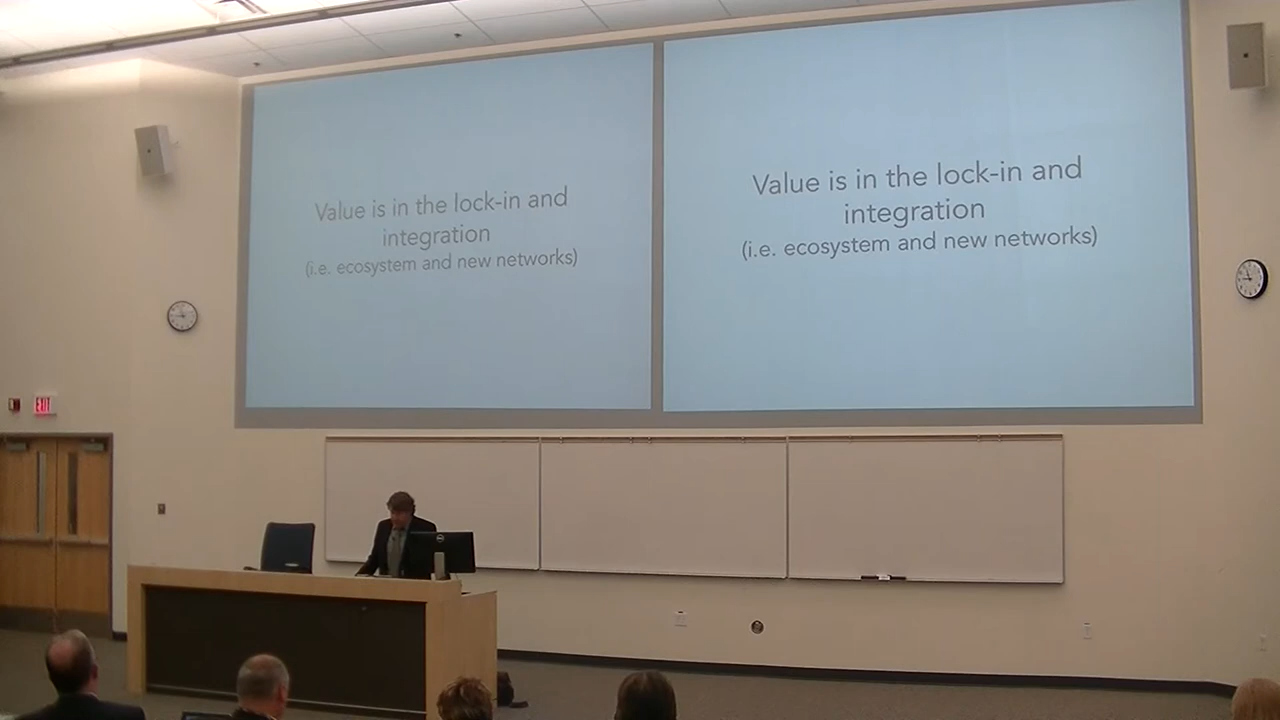 Value is in the lock-in and
integration
(i.e. ecosystem and new networks)
Value is in the lock-in and
integration
(i.e. ecosystem and new networks)
EXIT